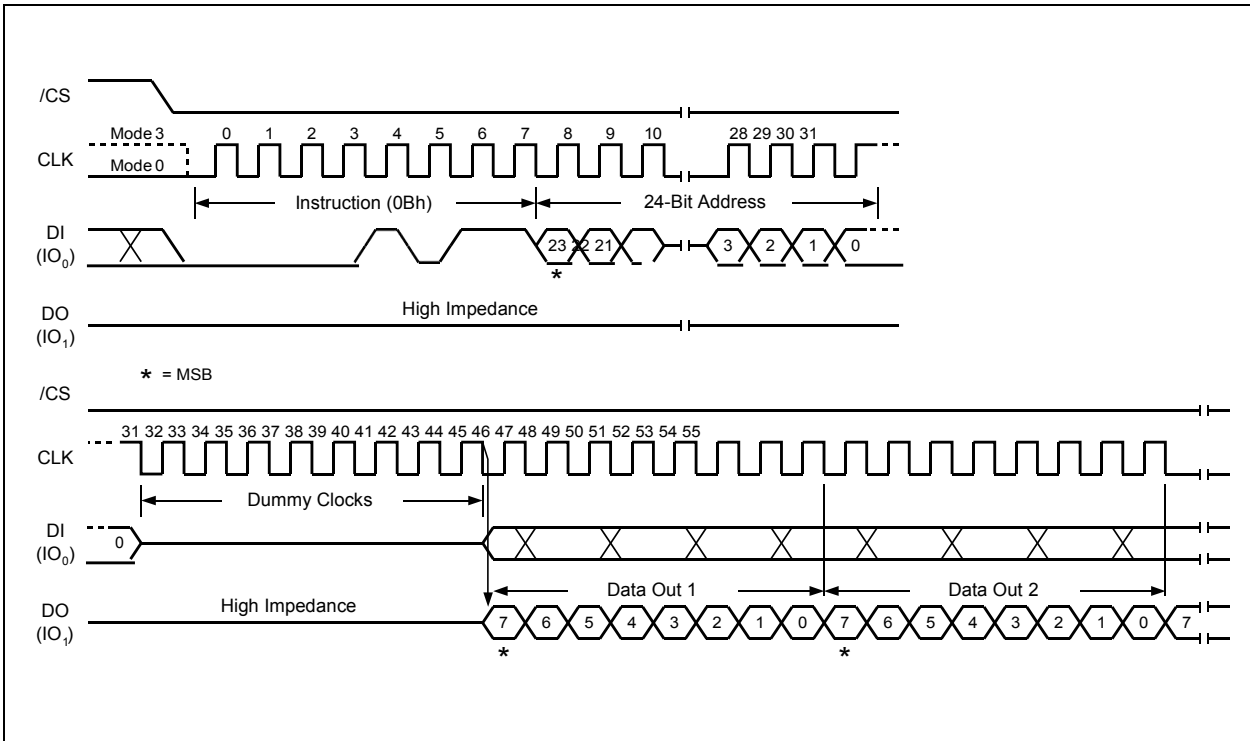 /CS
Mode 3
0 1 2 3 4 5 6 7 8 9 10 28 29 30 31
CLK
Mode 0
Instruction (0Bh) 24-Bit Address
DI
(IO0)
23 22 21 3 2 1 0
*
High Impedance
DO
(IO1)
* = MSB
/CS
31 32 33 34 35 36 37 38 39 40 41 42 43 44 45 46 47 48 49 50 51 52 53 54 55
CLK
Dummy Clocks
DI
(IO0)
0
Data Out 1 Data Out 2
High Impedance
DO
(IO1)
7 6 5 4 3 2 1 0 7 6 5 4 3 2 1 0 7
* *